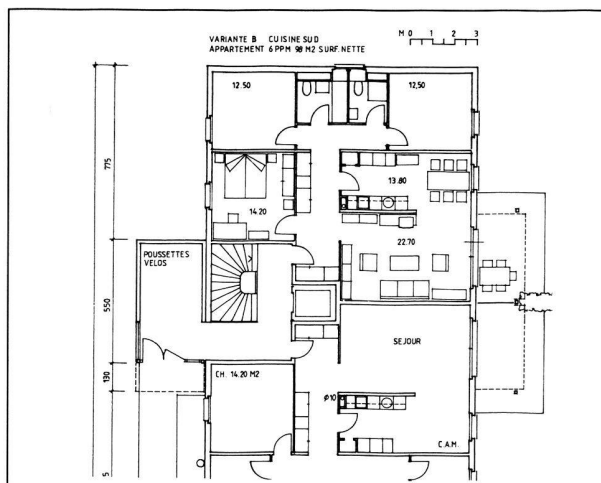 VARIANTE B CUISINE SUD
APPARTEMENT 6 PPM 98 M2 SURF. NETTE
M 0 1 2 3
12.50
12,50
775
13.80
14.20
22.70
POUSSETTES
VELOS
550
SEJOUR
130
CH. 14.20 M2
Ø10
C.A.M.
5